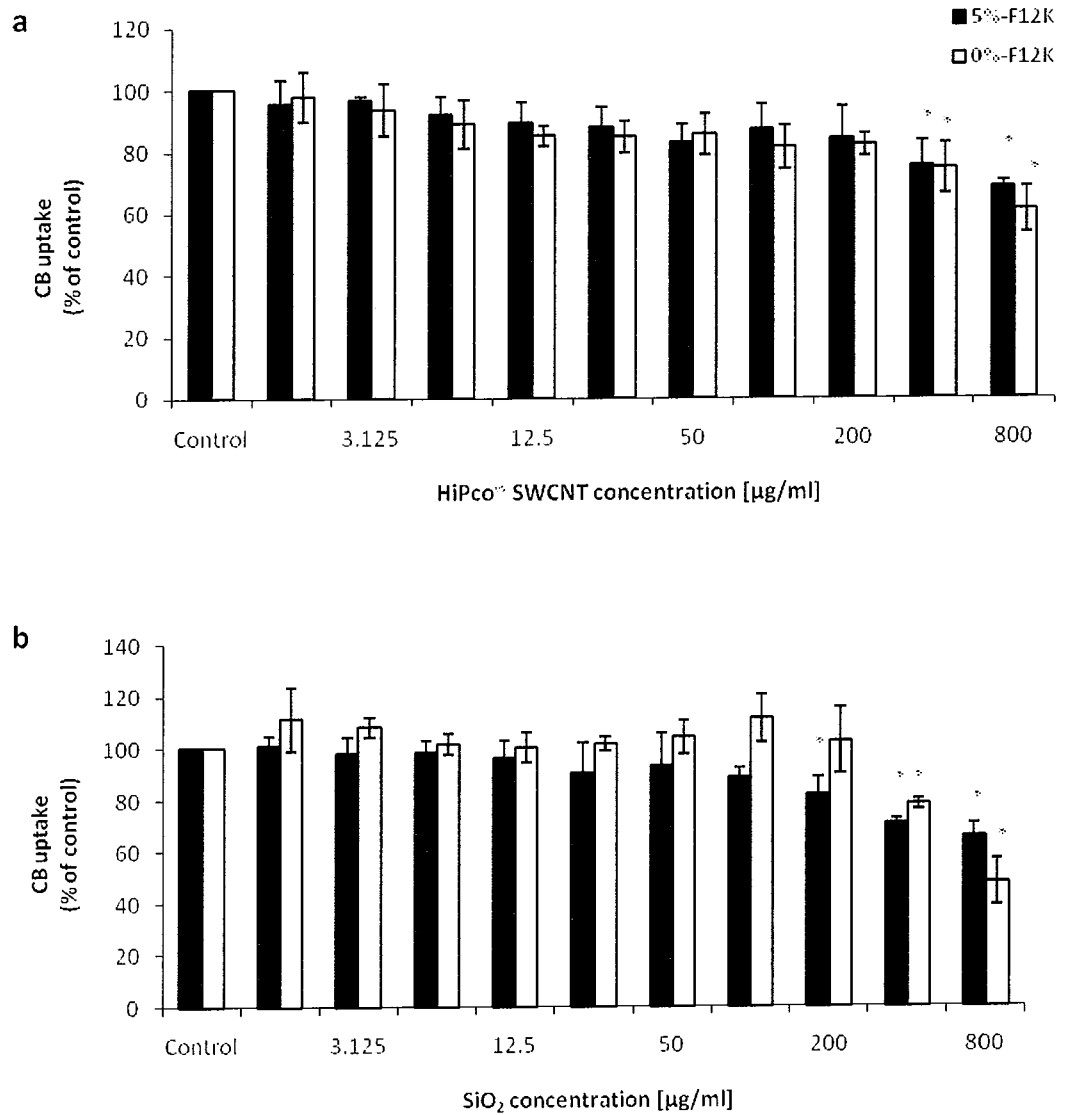 a
5%-F12K
0%-F12K
120
100
80
60
40
20
0
CB uptake
(% of control)
* *
* *
Control 3.125 12.5 50 200 800
HiPco SWCNT concentration [µg/ml]
b
140
120
100
80
60
40
20
0
CB uptake
(% of control)
*
* *
* *
Control 3.125 12.5 50 200 800
SiO₂ concentration [µg/ml]